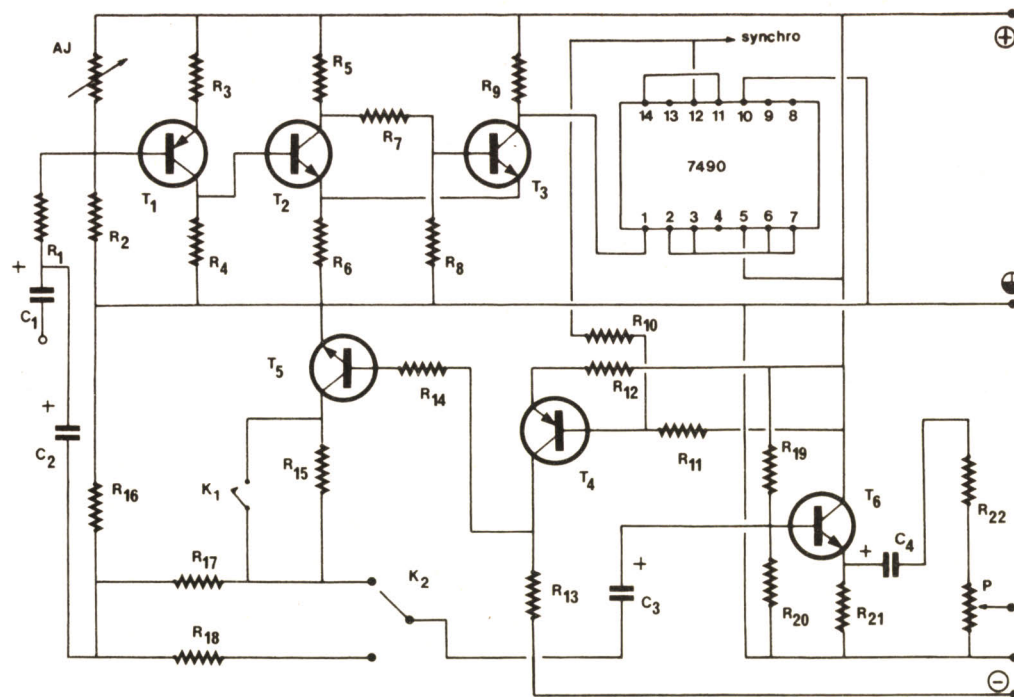 AJ
R3
R5
R9
synchro
+
14 13 12 11 10 9 8
R7
7490
T1
T2
T3
1 2 3 4 5 6 7
R1
R2
R4
R6
R8
+
C1
R10
T5
R14
R12
+
C2
R16
K1
R15
T4
R11
R19
T6
R22
R17
K2
R13
+
C3
+
C4
R20
R21
P
R18
−